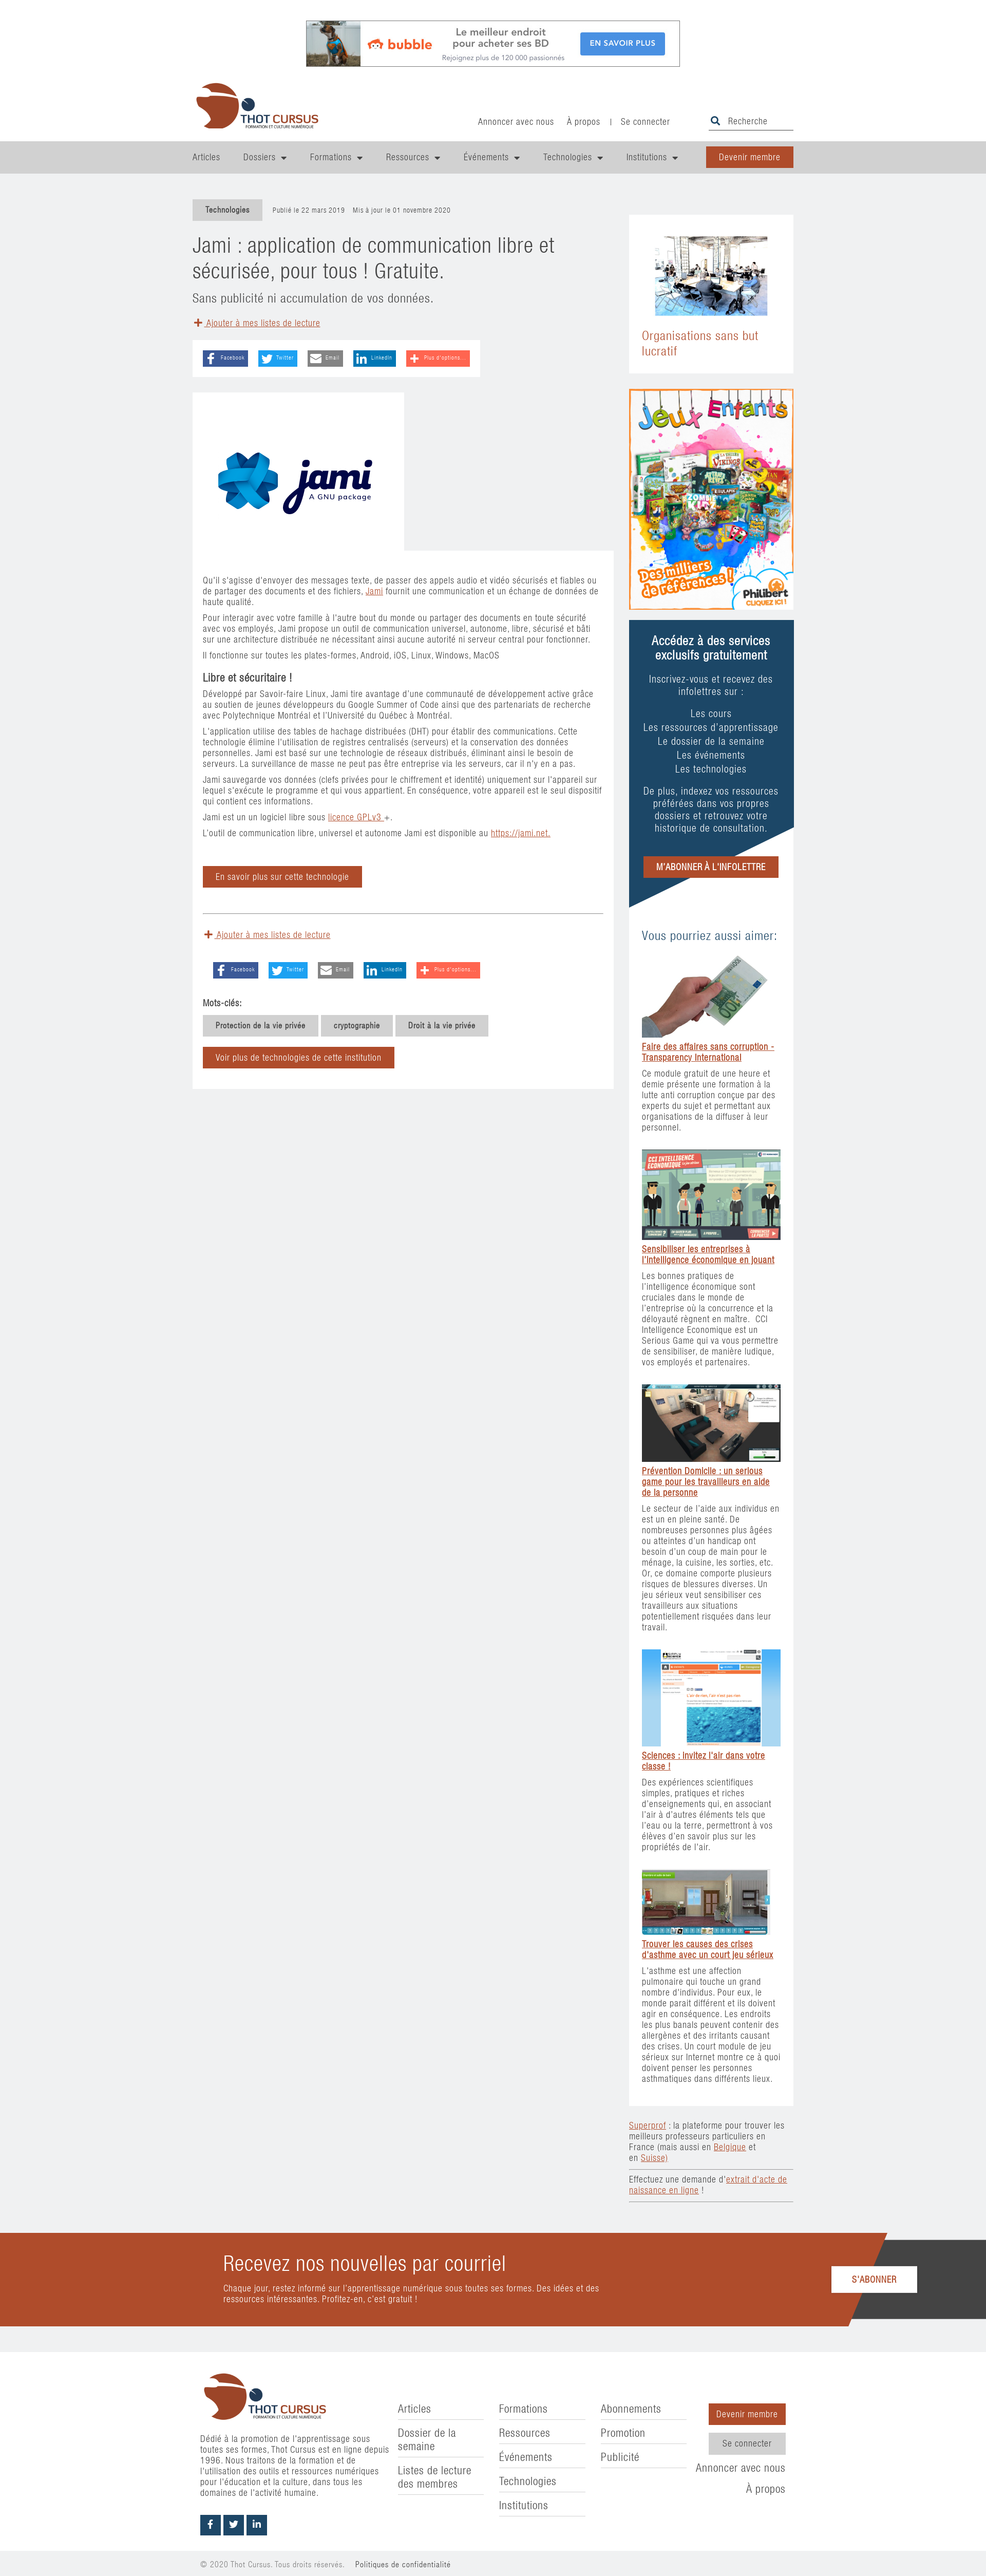 bubble
Le meilleur endroit
pour acheter ses BD
Rejoignez plus de 120 000 passionnés
EN SAVOIR PLUS
THOT CURSUS
FORMATION ET CULTURE NUMÉRIQUE
Annoncer avec nous
À propos
|
Se connecter
Recherche
Articles
Dossiers
Formations
Ressources
Événements
Technologies
Institutions
Devenir membre
Technologies
Publié le 22 mars 2019
Mis à jour le 01 novembre 2020
Jami : application de communication libre et
sécurisée, pour tous ! Gratuite.
Sans publicité ni accumulation de vos données.
Ajouter à mes listes de lecture
Facebook
Twitter
Email
LinkedIn
Plus d'options...
jami
A GNU package
Qu'il s'agisse d'envoyer des messages texte, de passer des appels audio et vidéo sécurisés et fiables ou
de partager des documents et des fichiers, Jami fournit une communication et un échange de données de
haute qualité.
Pour interagir avec votre famille à l'autre bout du monde ou partager des documents en toute sécurité
avec vos employés, Jami propose un outil de communication universel, autonome, libre, sécurisé et bâti
sur une architecture distribuée ne nécessitant ainsi aucune autorité ni serveur central pour fonctionner.
Il fonctionne sur toutes les plates-formes, Android, iOS, Linux, Windows, MacOS
Libre et sécuritaire !
Développé par Savoir-faire Linux, Jami tire avantage d'une communauté de développement active grâce
au soutien de jeunes développeurs du Google Summer of Code ainsi que des partenariats de recherche
avec Polytechnique Montréal et l'Université du Québec à Montréal.
L'application utilise des tables de hachage distribuées (DHT) pour établir des communications. Cette
technologie élimine l'utilisation de registres centralisés (serveurs) et la conservation des données
personnelles. Jami est basé sur une technologie de réseaux distribués, éliminant ainsi le besoin de
serveurs. La surveillance de masse ne peut pas être entreprise via les serveurs, car il n'y en a pas.
Jami sauvegarde vos données (clefs privées pour le chiffrement et identité) uniquement sur l'appareil sur
lequel s'exécute le programme et qui vous appartient. En conséquence, votre appareil est le seul dispositif
qui contient ces informations.
Jami est un un logiciel libre sous licence GPLv3 +.
L'outil de communication libre, universel et autonome Jami est disponible au https://jami.net.
En savoir plus sur cette technologie
Ajouter à mes listes de lecture
Facebook
Twitter
Email
LinkedIn
Plus d'options...
Mots-clés:
Protection de la vie privée
cryptographie
Droit à la vie privée
Voir plus de technologies de cette institution
Organisations sans but
lucratif
Jeux Enfants
Des milliers
de références !
Philibert
CLIQUEZ ICI !
Accédez à des services
exclusifs gratuitement
Inscrivez-vous et recevez des
infolettres sur :
Les cours
Les ressources d'apprentissage
Le dossier de la semaine
Les événements
Les technologies
De plus, indexez vos ressources
préférées dans vos propres
dossiers et retrouvez votre
historique de consultation.
M'ABONNER À L'INFOLETTRE
Vous pourriez aussi aimer:
Faire des affaires sans corruption -
Transparency International
Ce module gratuit de une heure et
demie présente une formation à la
lutte anti corruption conçue par des
experts du sujet et permettant aux
organisations de la diffuser à leur
personnel.
CCI INTELLIGENCE
ÉCONOMIQUE
Sensibiliser les entreprises à
l'intelligence économique en jouant
Les bonnes pratiques de
l'intelligence économique sont
cruciales dans le monde de
l'entreprise où la concurrence et la
déloyauté règnent en maître.  CCI
Intelligence Economique est un
Serious Game qui va vous permettre
de sensibiliser, de manière ludique,
vos employés et partenaires.
Prévention Domicile : un serious
game pour les travailleurs en aide
de la personne
Le secteur de l'aide aux individus en
est un en pleine santé. De
nombreuses personnes plus âgées
ou atteintes d'un handicap ont
besoin d'un coup de main pour le
ménage, la cuisine, les sorties, etc.
Or, ce domaine comporte plusieurs
risques de blessures diverses. Un
jeu sérieux veut sensibiliser ces
travailleurs aux situations
potentiellement risquées dans leur
travail.
Sciences : invitez l'air dans votre
classe !
Des expériences scientifiques
simples, pratiques et riches
d'enseignements qui, en associant
l'air à d'autres éléments tels que
l'eau ou la terre, permettront à vos
élèves d'en savoir plus sur les
propriétés de l'air.
Trouver les causes des crises
d'asthme avec un court jeu sérieux
L'asthme est une affection
pulmonaire qui touche un grand
nombre d'individus. Pour eux, le
monde parait différent et ils doivent
agir en conséquence. Les endroits
les plus banals peuvent contenir des
allergènes et des irritants causant
des crises. Un court module de jeu
sérieux sur Internet montre ce à quoi
doivent penser les personnes
asthmatiques dans différents lieux.
Superprof : la plateforme pour trouver les
meilleurs professeurs particuliers en
France (mais aussi en Belgique et
en Suisse)
Effectuez une demande d'extrait d'acte de
naissance en ligne !
Recevez nos nouvelles par courriel
Chaque jour, restez informé sur l'apprentissage numérique sous toutes ses formes. Des idées et des
ressources intéressantes. Profitez-en, c'est gratuit !
S'ABONNER
THOT CURSUS
FORMATION ET CULTURE NUMÉRIQUE
Dédié à la promotion de l'apprentissage sous
toutes ses formes, Thot Cursus est en ligne depuis
1996. Nous traitons de la formation et de
l'utilisation des outils et ressources numériques
pour l'éducation et la culture, dans tous les
domaines de l'activité humaine.
Articles
Dossier de la
semaine
Listes de lecture
des membres
Formations
Ressources
Événements
Technologies
Institutions
Abonnements
Promotion
Publicité
Devenir membre
Se connecter
Annoncer avec nous
À propos
© 2020 Thot Cursus. Tous droits réservés.
Politiques de confidentialité